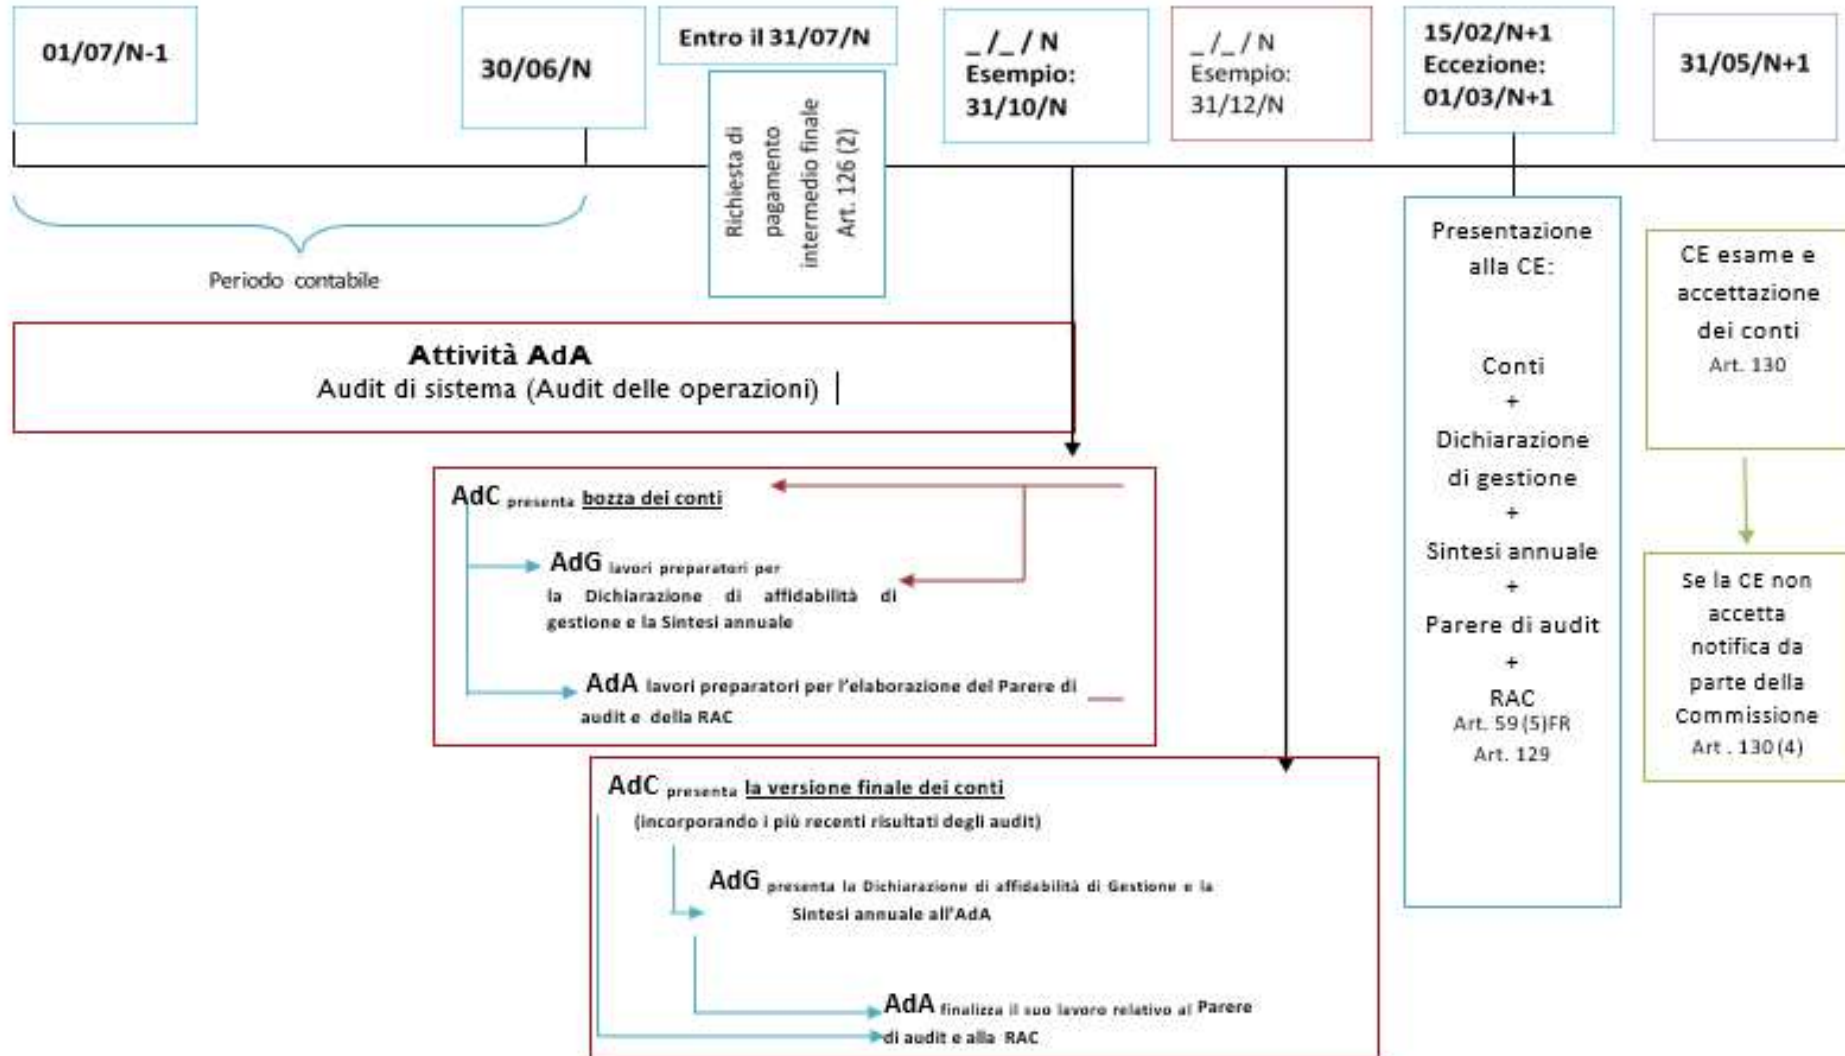 01/07/N-1
30/06/N
Entro il 31/07/N
_ /_ / N
Esempio:
31/10/N
_ /_ / N
Esempio:
31/12/N
15/02/N+1
Eccezione:
01/03/N+1
31/05/N+1
Richiesta di
pagamento
intermedio finale
Art. 126 (2)
Periodo contabile
Attività AdA
Audit di sistema (Audit delle operazioni)
AdC presenta bozza dei conti
AdG lavori preparatori per
la Dichiarazione di affidabilità di
gestione e la Sintesi annuale
AdA lavori preparatori per l'elaborazione del Parere di
audit e della RAC
AdC presenta la versione finale dei conti
(incorporando i più recenti risultati degli audit)
AdG presenta la Dichiarazione di affidabilità di Gestione e la
Sintesi annuale all'AdA
AdA finalizza il suo lavoro relativo al Parere
di audit e alla RAC
Presentazione
alla CE:
Conti
+
Dichiarazione
di gestione
+
Sintesi annuale
+
Parere di audit
+
RAC
Art. 59 (5)FR
Art. 129
CE esame e
accettazione
dei conti
Art. 130
Se la CE non
accetta
notifica da
parte della
Commissione
Art . 130 (4)